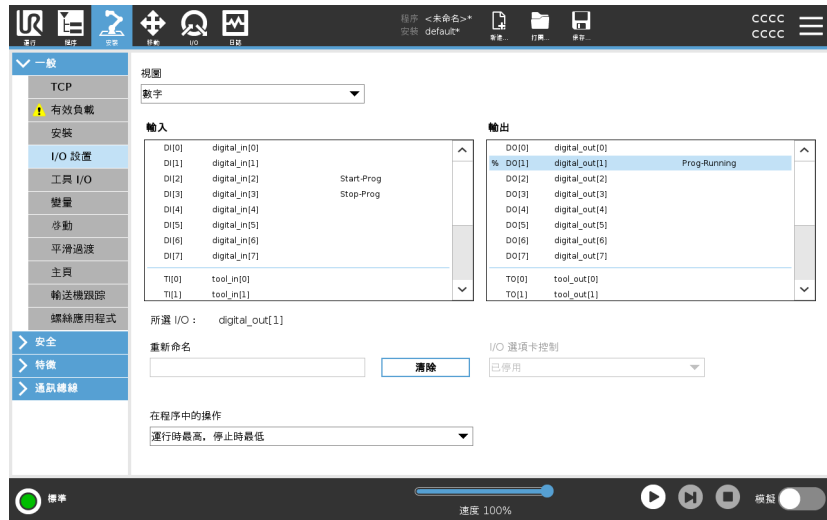 UR
程序 <未命名>*
安裝 default*
cccc
cccc
運行 程序 安裝 移動 I/O 日誌 新建... 打開... 保存...
一般
TCP
有效負載
安裝
I/O 設置
工具 I/O
變量
啓動
平滑過渡
主頁
輸送機跟踪
螺絲應用程式
安全
特徵
通訊總線
視圖
數字
輸入
DI[0] digital_in[0]
DI[1] digital_in[1]
DI[2] digital_in[2] Start-Prog
DI[3] digital_in[3] Stop-Prog
DI[4] digital_in[4]
DI[5] digital_in[5]
DI[6] digital_in[6]
DI[7] digital_in[7]
TI[0] tool_in[0]
TI[1] tool_in[1]
輸出
DO[0] digital_out[0]
% DO[1] digital_out[1] Prog-Running
DO[2] digital_out[2]
DO[3] digital_out[3]
DO[4] digital_out[4]
DO[5] digital_out[5]
DO[6] digital_out[6]
DO[7] digital_out[7]
TO[0] tool_out[0]
TO[1] tool_out[1]
所選 I/O： digital_out[1]
重新命名
清除
I/O 選項卡控制
已停用
在程序中的操作
運行時最高，停止時最低
標準
速度 100%
模擬